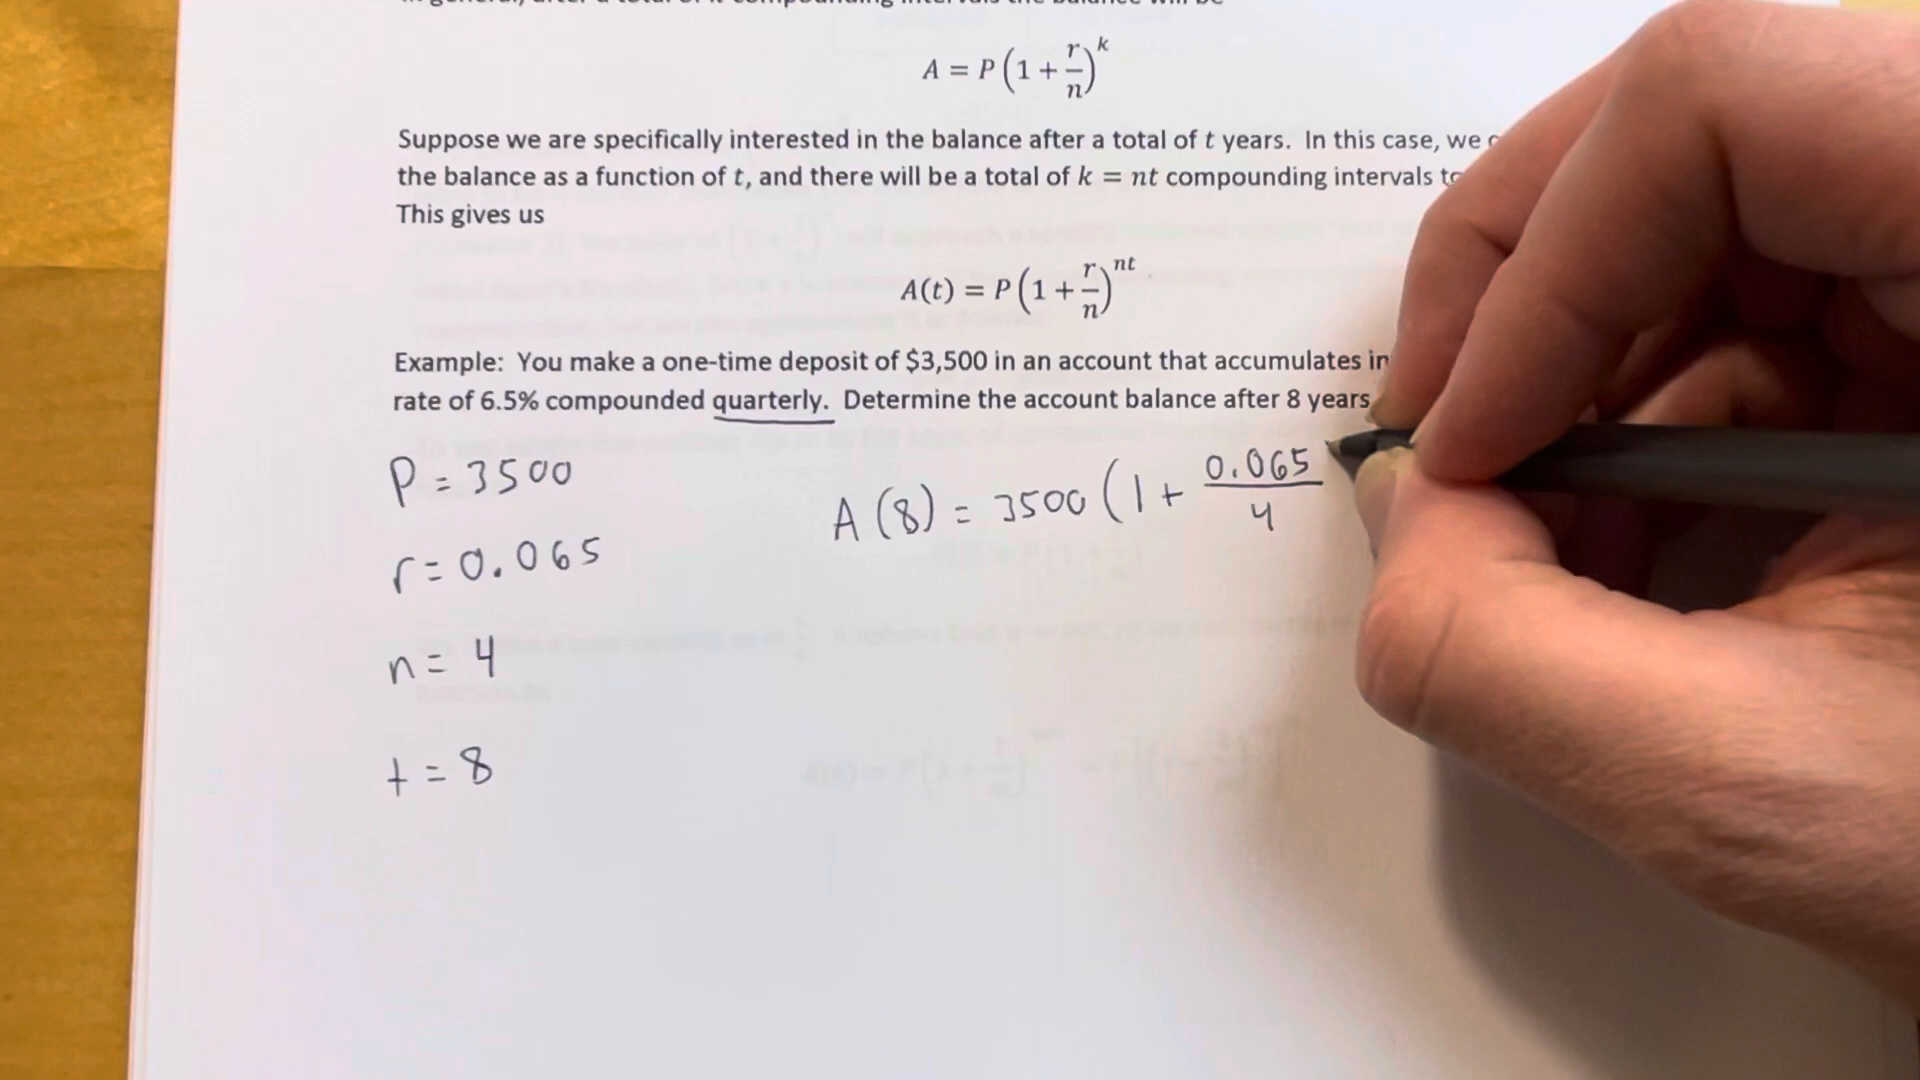 A = P(1 + r/n)^k
Suppose we are specifically interested in the balance after a total of t years. In this case, we
the balance as a function of t, and there will be a total of k = nt compounding intervals
This gives us
A(t) = P(1 + r/n)^nt
Example: You make a one-time deposit of $3,500 in an account that accumulates
rate of 6.5% compounded quarterly. Determine the account balance after 8 years
P = 3500
A(8) = 3500 (1 + 0.065/4
r = 0.065
n = 4
t = 8